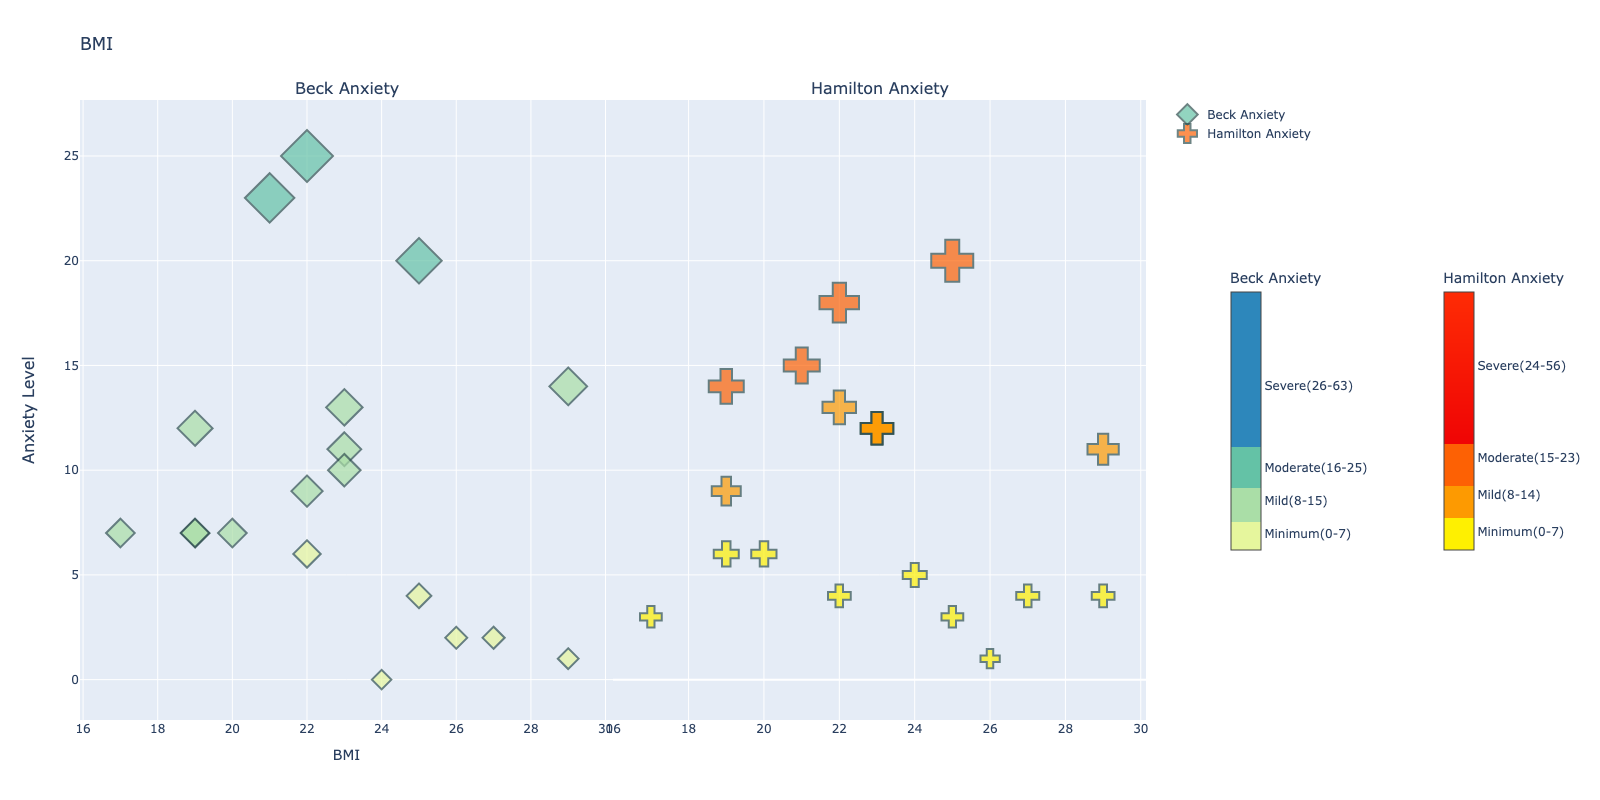 BMI
Beck Anxiety
Hamilton Anxiety
Beck Anxiety
Hamilton Anxiety
Anxiety Level
25
20
15
10
5
0
16 18 20 22 24 26 28 30
16 18 20 22 24 26 28 30
BMI
Beck Anxiety
Severe(26-63)
Moderate(16-25)
Mild(8-15)
Minimum(0-7)
Hamilton Anxiety
Severe(24-56)
Moderate(15-23)
Mild(8-14)
Minimum(0-7)